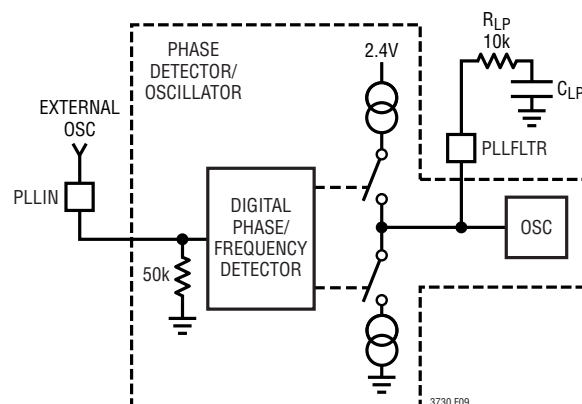 PHASE
DETECTOR/
OSCILLATOR
2.4V
RLP
10k
CLP
EXTERNAL
OSC
PLLFLTR
PLLIN
DIGITAL
PHASE/
FREQUENCY
DETECTOR
OSC
50k
3730 F09